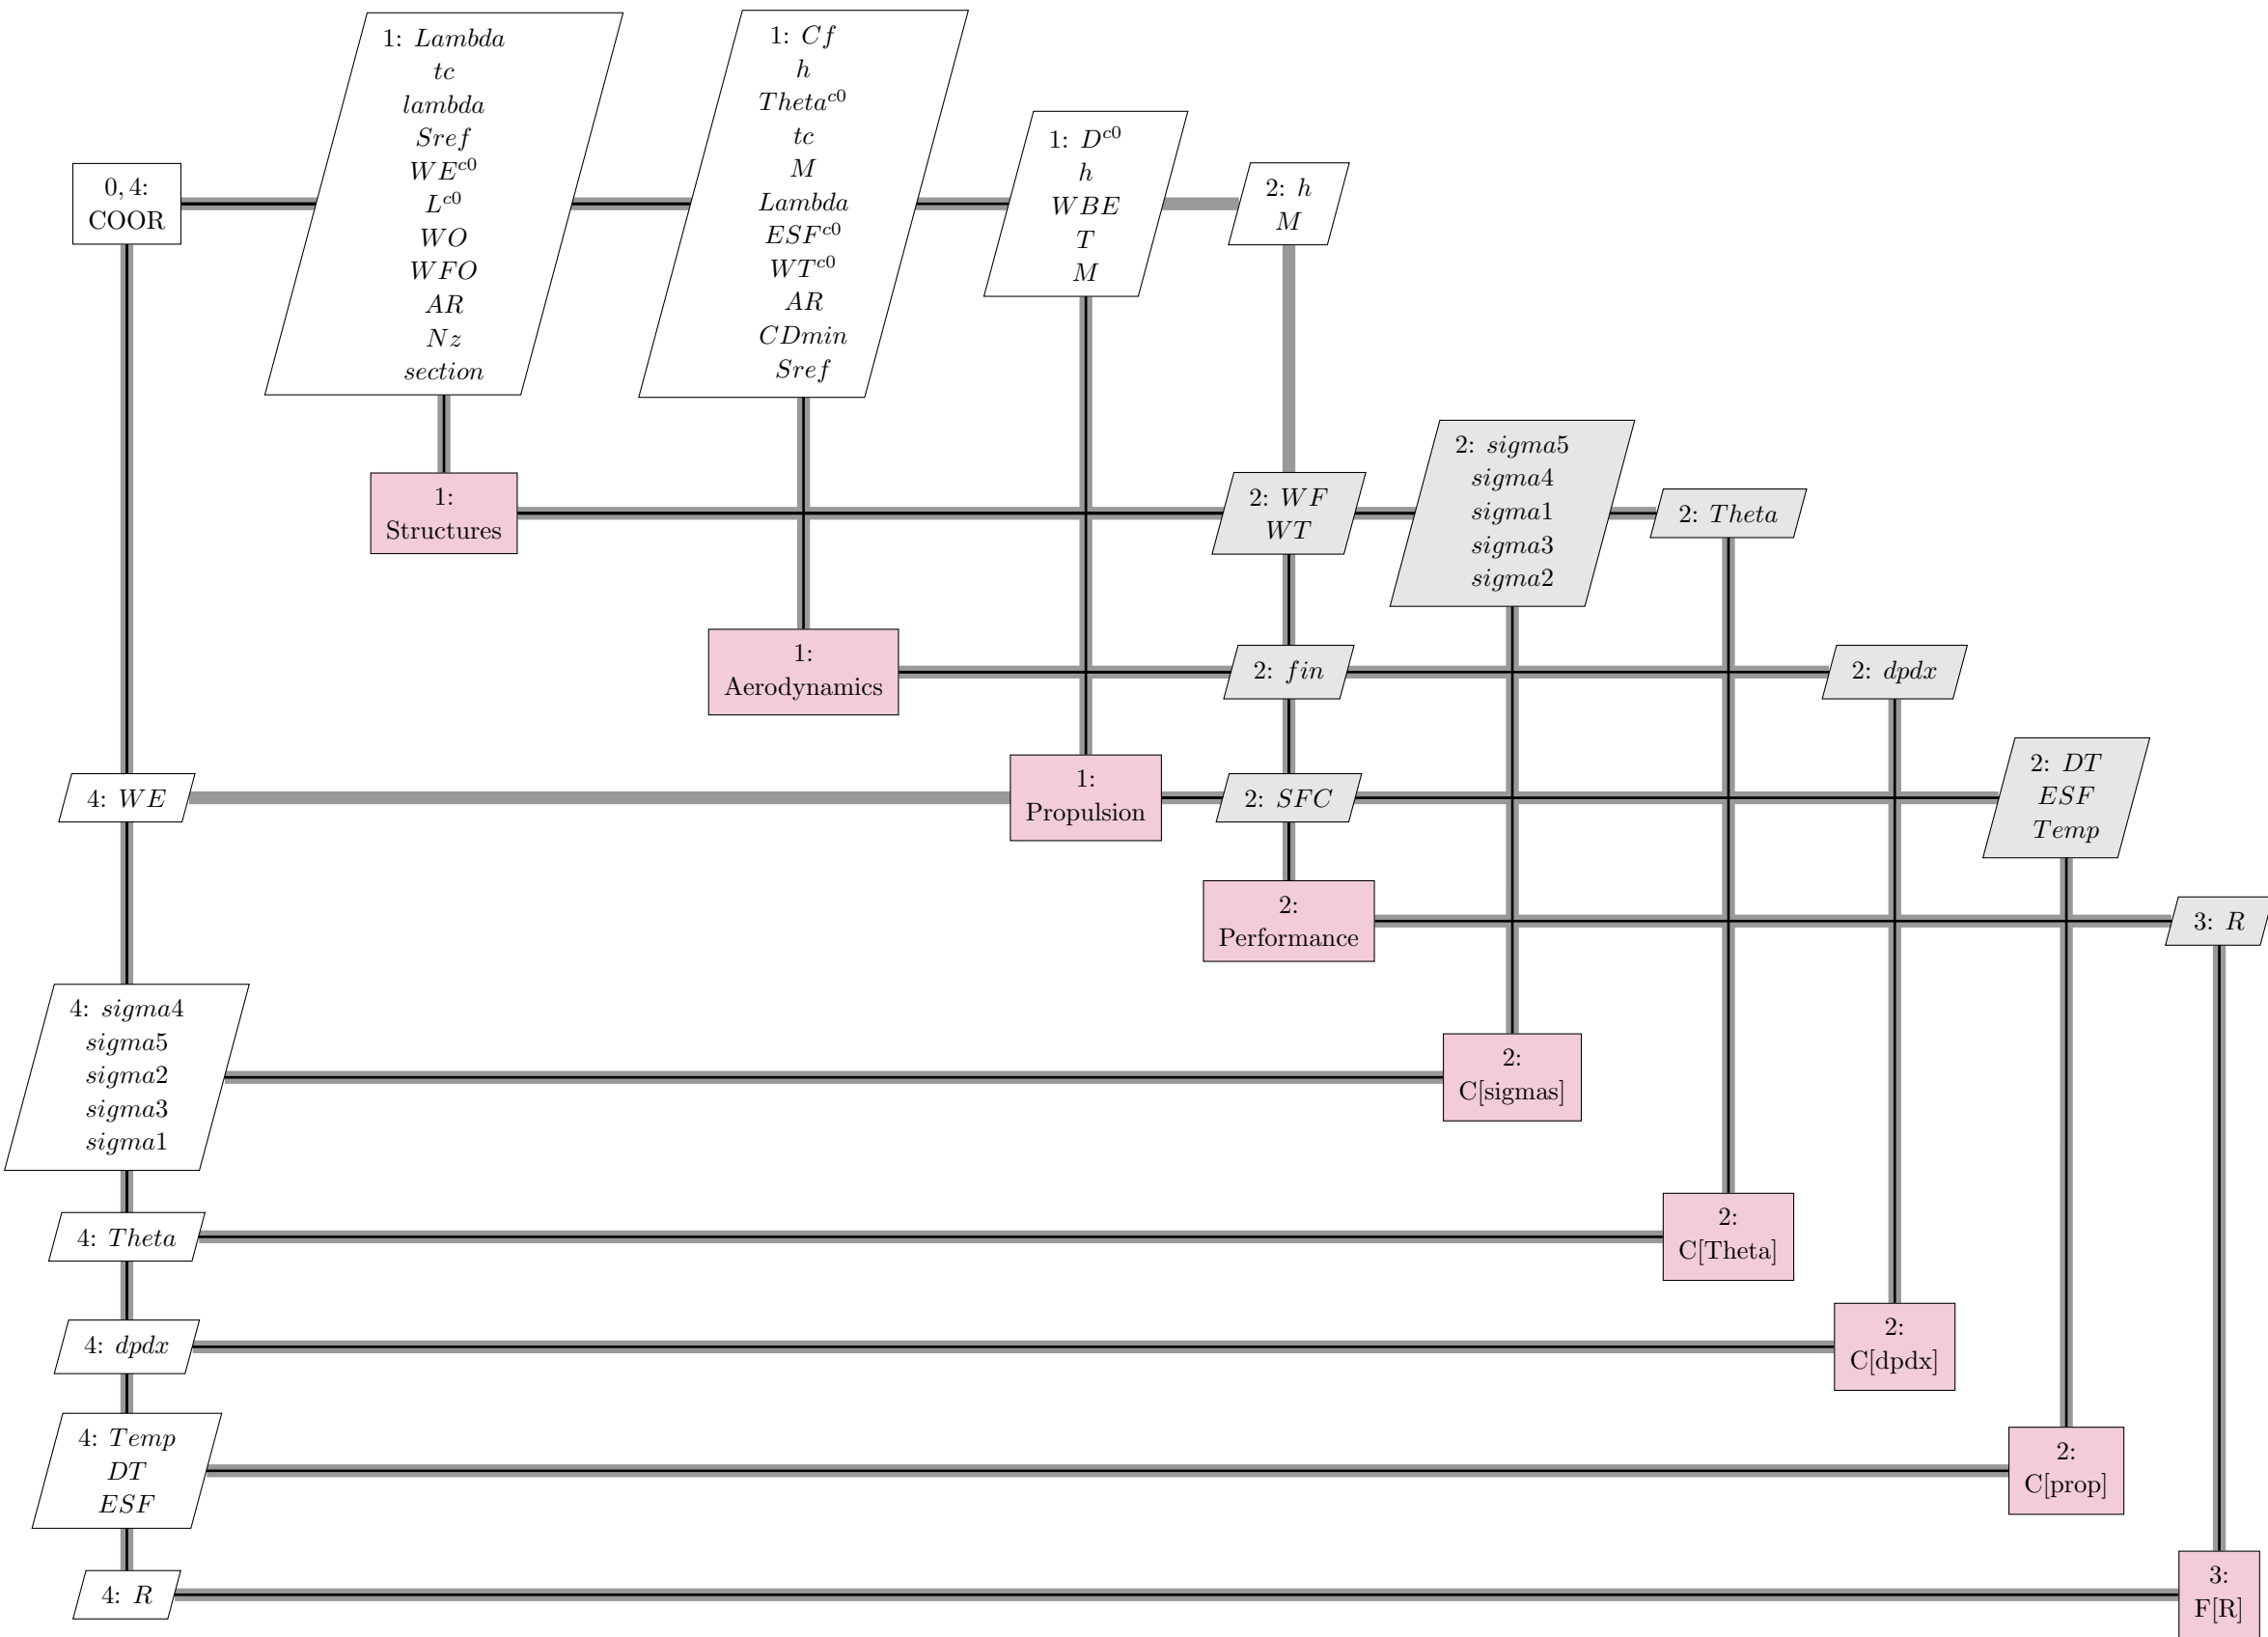 0, 4:
COOR
1: Lambda
tc
lambda
Sref
WE^c0
L^c0
WO
WFO
AR
Nz
section
1: Cf
h
Theta^c0
tc
M
Lambda
ESF^c0
WT^c0
AR
CDmin
Sref
1: D^c0
h
WBE
T
M
2: h
M
1:
Structures
2: WF
WT
2: sigma5
sigma4
sigma1
sigma3
sigma2
2: Theta
1:
Aerodynamics
2: fin
2: dpdx
4: WE
1:
Propulsion
2: SFC
2: DT
ESF
Temp
2:
Performance
3: R
4: sigma4
sigma5
sigma2
sigma3
sigma1
2:
C[sigmas]
4: Theta
2:
C[Theta]
4: dpdx
2:
C[dpdx]
4: Temp
DT
ESF
2:
C[prop]
4: R
3:
F[R]